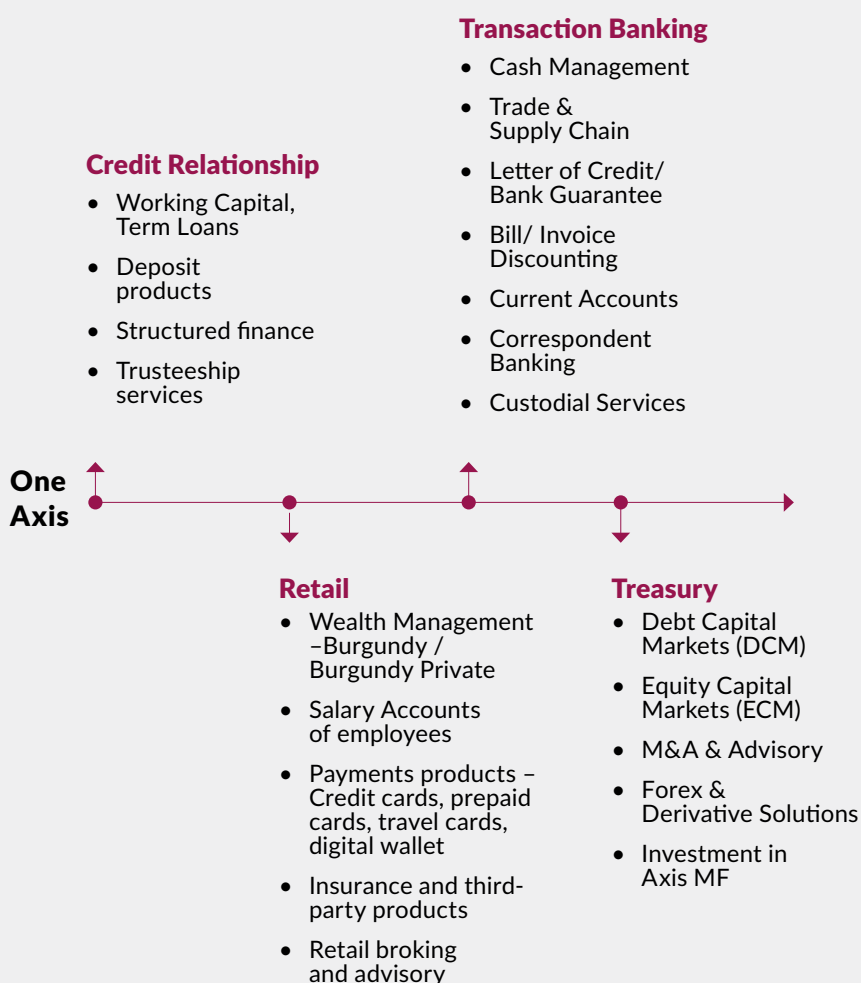 Transaction Banking
• Cash Management
• Trade &
Supply Chain
• Letter of Credit/
Bank Guarantee
• Bill/ Invoice
Discounting
• Current Accounts
• Correspondent
Banking
• Custodial Services
Credit Relationship
• Working Capital,
Term Loans
• Deposit
products
• Structured finance
• Trusteeship
services
One
Axis
Retail
• Wealth Management
–Burgundy /
Burgundy Private
• Salary Accounts
of employees
• Payments products –
Credit cards, prepaid
cards, travel cards,
digital wallet
• Insurance and third-
party products
• Retail broking
and advisory
Treasury
• Debt Capital
Markets (DCM)
• Equity Capital
Markets (ECM)
• M&A & Advisory
• Forex &
Derivative Solutions
• Investment in
Axis MF